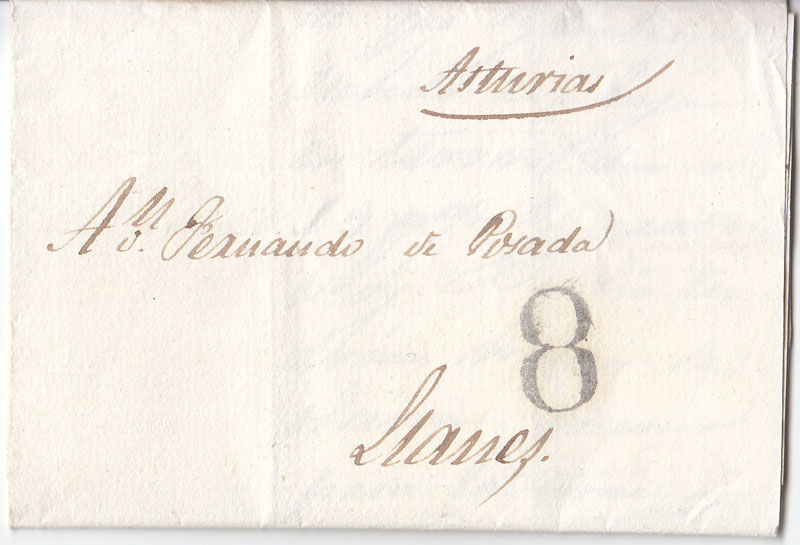 Asturias
A Dn. Fernando de Posada
8
Llanes.